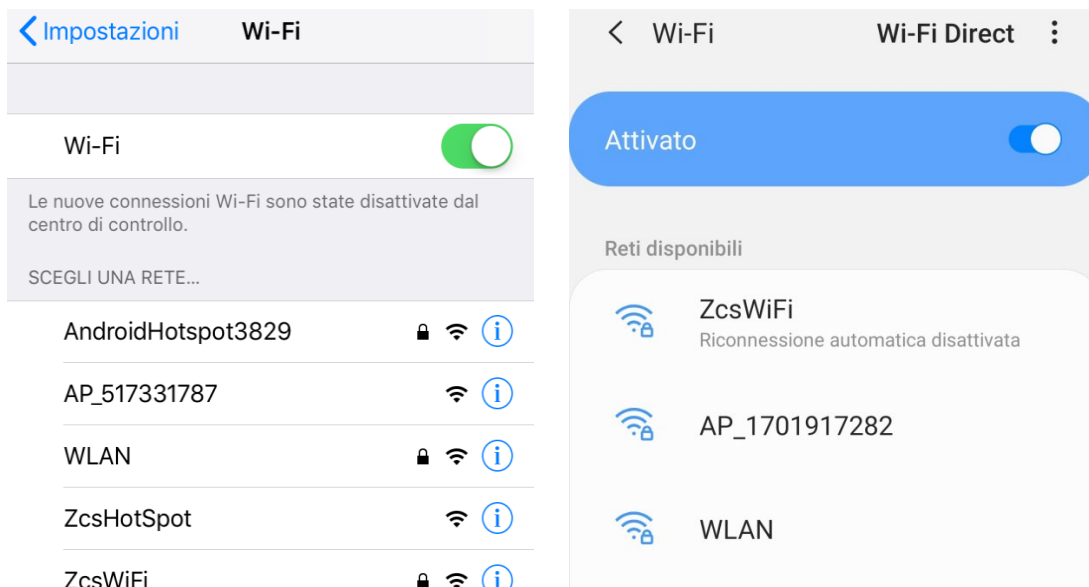 Impostazioni Wi-Fi
Wi-Fi
Le nuove connessioni Wi-Fi sono state disattivate dal
centro di controllo.
SCEGLI UNA RETE...
AndroidHotspot3829
AP_517331787
WLAN
ZcsHotSpot
ZcsWiFi
Wi-Fi Wi-Fi Direct
Attivato
Reti disponibili
ZcsWiFi
Riconnessione automatica disattivata
AP_1701917282
WLAN